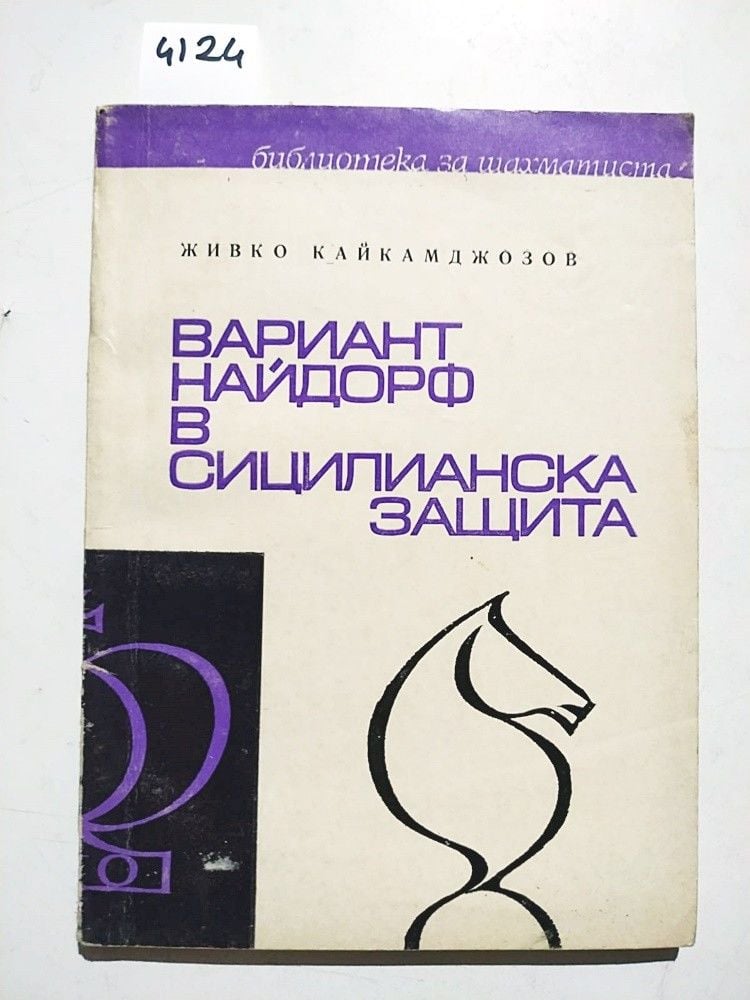 4124
библиотека за шахматиста
ЖИВКО КАЙКАМДЖОЗОВ
ВАРИАНТ
НАЙДОРФ
В
СИЦИЛИАНСКА
ЗАЩИТА